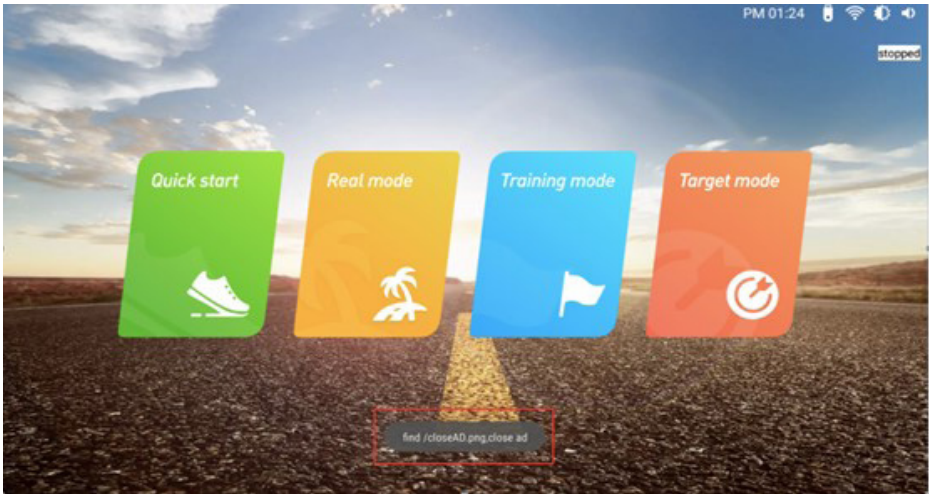 PM 01:24
stopped
Quick start
Real mode
Training mode
Target mode
find /closeAD.png,close ad